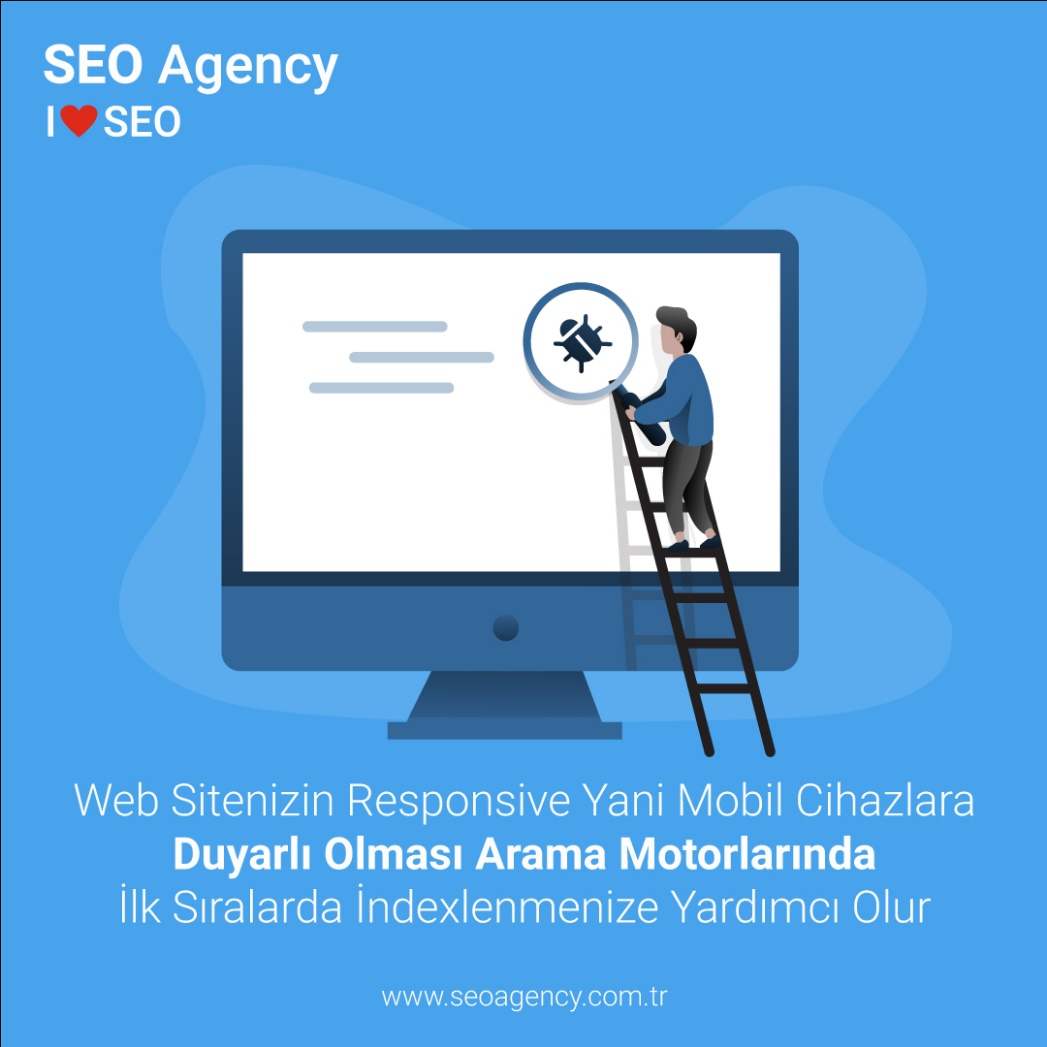 SEO Agency
I❤SEO
Web Sitenizin Responsive Yani Mobil Cihazlara
Duyarlı Olması Arama Motorlarında
İlk Sıralarda İndexlenmenize Yardımcı Olur
www.seoagency.com.tr